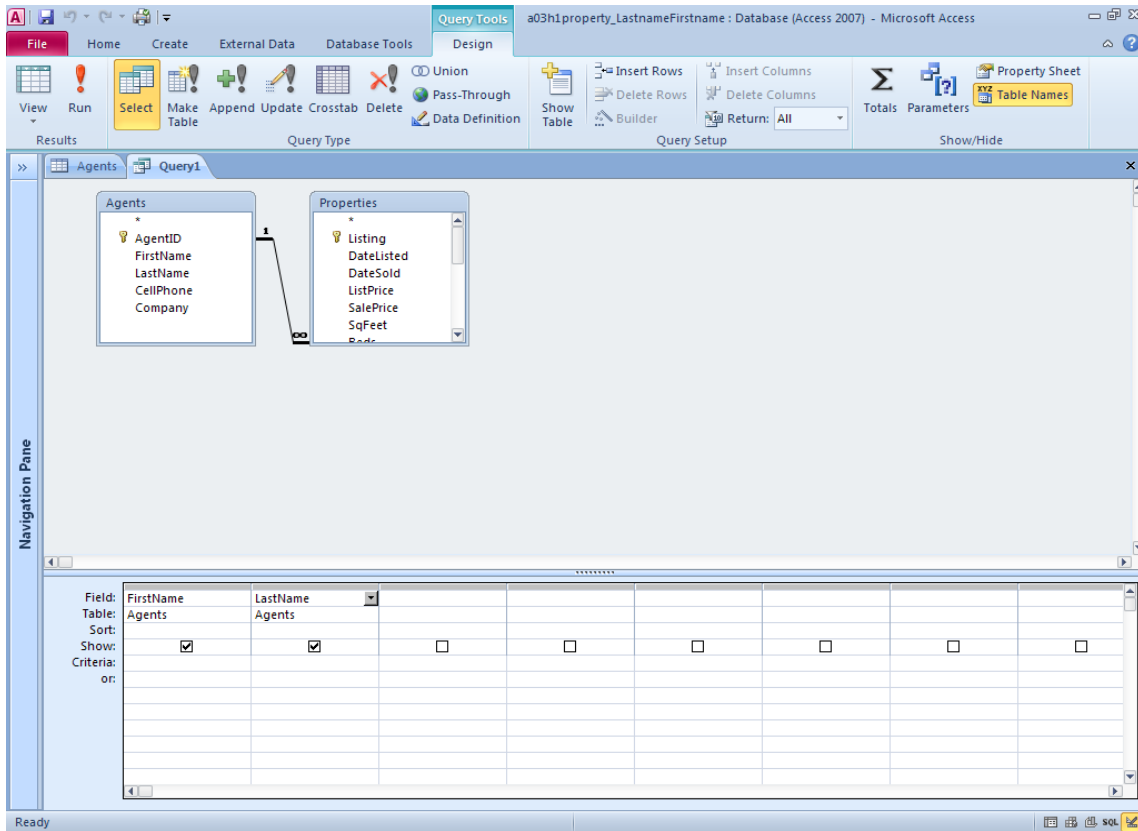 A
Query Tools
a03h1property_LastnameFirstname : Database (Access 2007) - Microsoft Access
File Home Create External Data Database Tools Design
View
Run
Results
Select
Make Table
Append
Update
Crosstab
Delete
Union
Pass-Through
Data Definition
Query Type
Show Table
Insert Rows
Delete Rows
Builder
Insert Columns
Delete Columns
Return: All
Query Setup
Totals
Parameters
Property Sheet
XYZ Table Names
Show/Hide
» Agents Query1
Navigation Pane
Agents
*
AgentID
FirstName
LastName
CellPhone
Company
1
∞
Properties
*
Listing
DateListed
DateSold
ListPrice
SalePrice
SqFeet
Beds
Field: FirstName LastName
Table: Agents Agents
Sort:
Show:
Criteria:
or:
Ready SQL